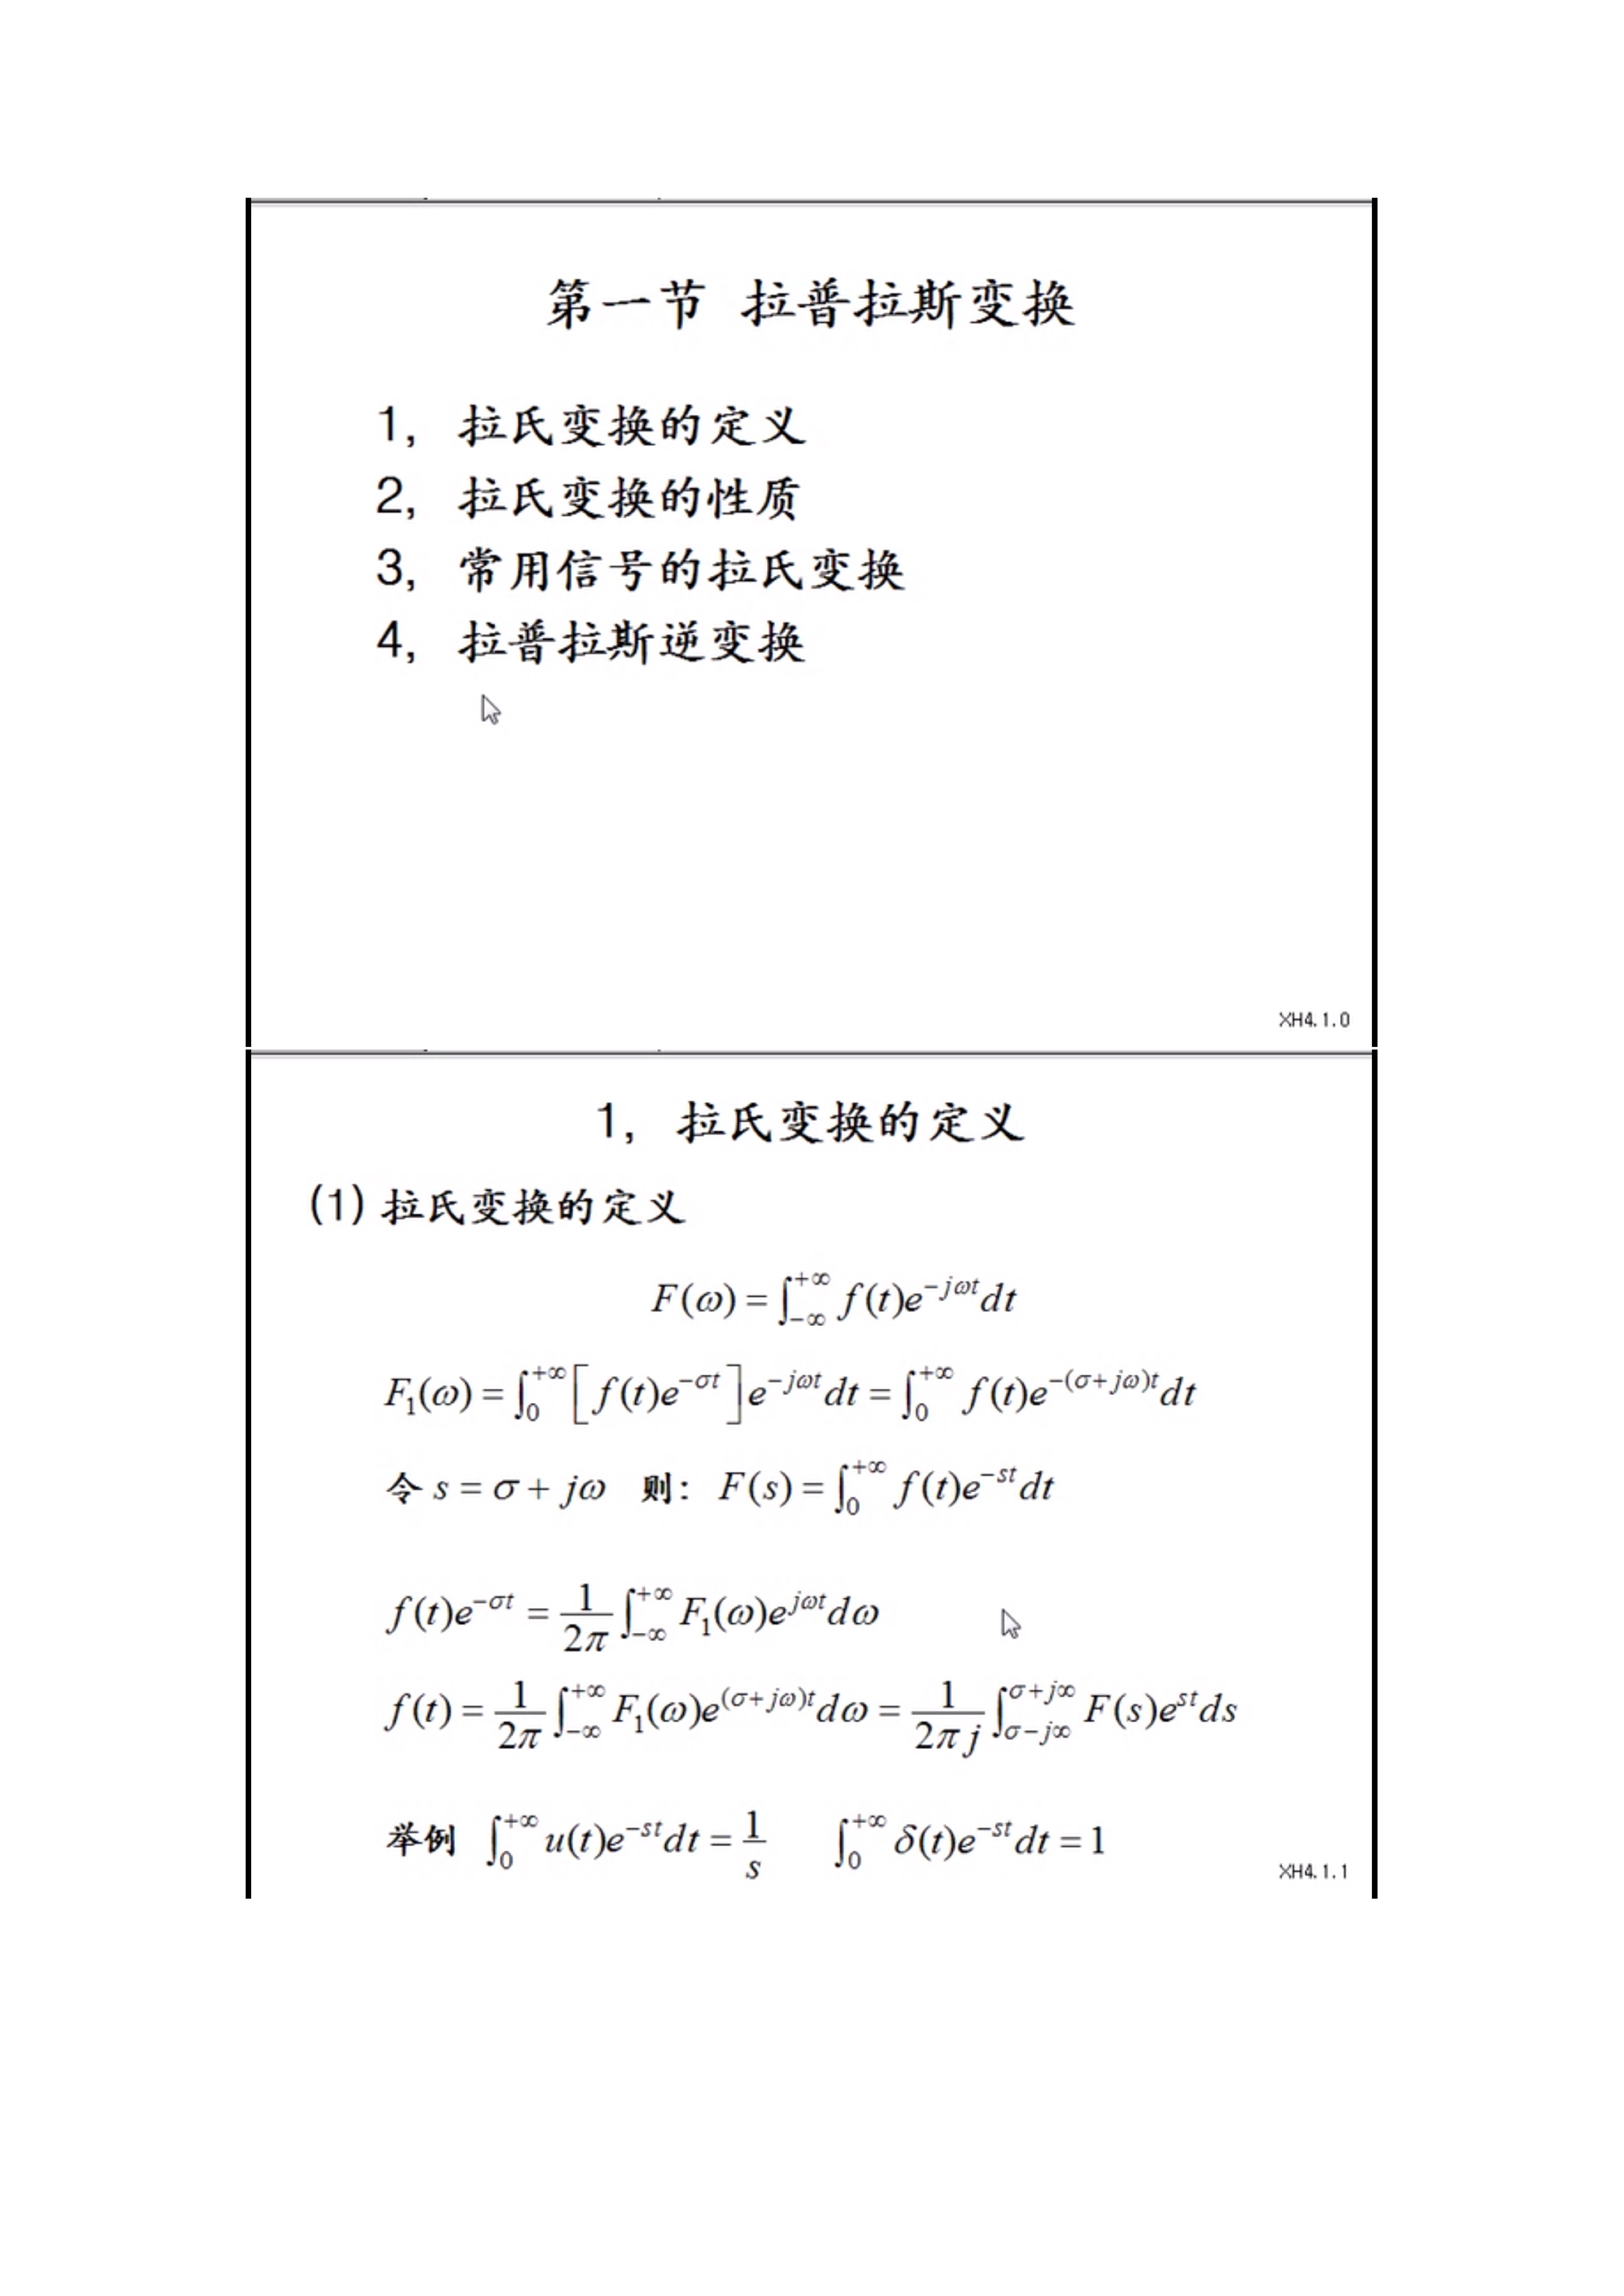 第一节 拉普拉斯变换
1, 拉氏变换的定义
2, 拉氏变换的性质
3, 常用信号的拉氏变换
4, 拉普拉斯逆变换
XH4.1.0
1, 拉氏变换的定义
(1) 拉氏变换的定义
$F(\omega)=\int_{-\infty}^{+\infty} f(t)e^{-j\omega t}dt$
$F_1(\omega)=\int_{0}^{+\infty}\left[f(t)e^{-\sigma t}\right]e^{-j\omega t}dt=\int_{0}^{+\infty} f(t)e^{-(\sigma+j\omega)t}dt$
令 $s=\sigma+j\omega$ 则: $F(s)=\int_{0}^{+\infty} f(t)e^{-st}dt$
$f(t)e^{-\sigma t}=\frac{1}{2\pi}\int_{-\infty}^{+\infty} F_1(\omega)e^{j\omega t}d\omega$
$f(t)=\frac{1}{2\pi}\int_{-\infty}^{+\infty} F_1(\omega)e^{(\sigma+j\omega)t}d\omega=\frac{1}{2\pi j}\int_{\sigma-j\infty}^{\sigma+j\infty} F(s)e^{st}ds$
举例 $\int_{0}^{+\infty} u(t)e^{-st}dt=\frac{1}{s}$ $\int_{0}^{+\infty} \delta(t)e^{-st}dt=1$
XH4.1.1